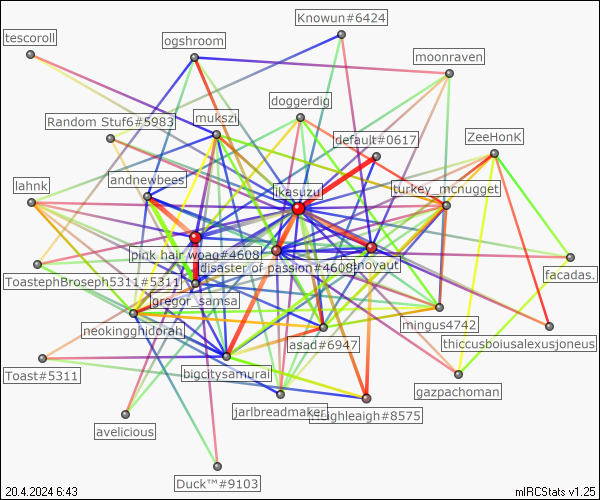 Knowun#6424
tescoroll
ogshroom
moonraven
doggerdig
mukszi
Random Stuf6#5983
default#0617
ZeeHonK
andnewbees
lahnk
ikasuzu
turkey_mcnugget
pink hair woag#4608
disaster of passion#4608
enoyaut
ToastephBroseph5311#5311
facadas.
gregor_samsa
neokingghidorah
mingus4742
asad#6947
thiccusboiusalexusjoneus
Toast#5311
bigcitysamurai
gazpachoman
jarlbreadmaker
#8575
avelicious
Duck™#9103
20.4.2024 6:43
mIRCStats v1.25